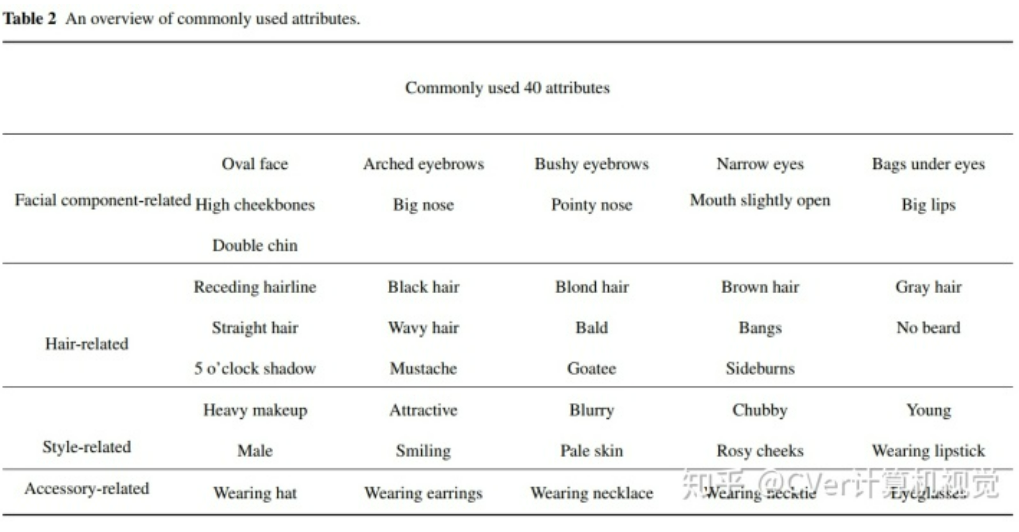 Table 2 An overview of commonly used attributes.
Commonly used 40 attributes
Oval face Arched eyebrows Bushy eyebrows Narrow eyes Bags under eyes
Facial component-related High cheekbones Big nose Pointy nose Mouth slightly open Big lips
Double chin
Receding hairline Black hair Blond hair Brown hair Gray hair
Straight hair Wavy hair Bald Bangs No beard
Hair-related
5 o'clock shadow Mustache Goatee Sideburns
Heavy makeup Attractive Blurry Chubby Young
Style-related Male Smiling Pale skin Rosy cheeks Wearing lipstick
Accessory-related Wearing hat Wearing earrings Wearing necklace Wearing necktie Eyeglasses
知乎 @CVer计算机视觉